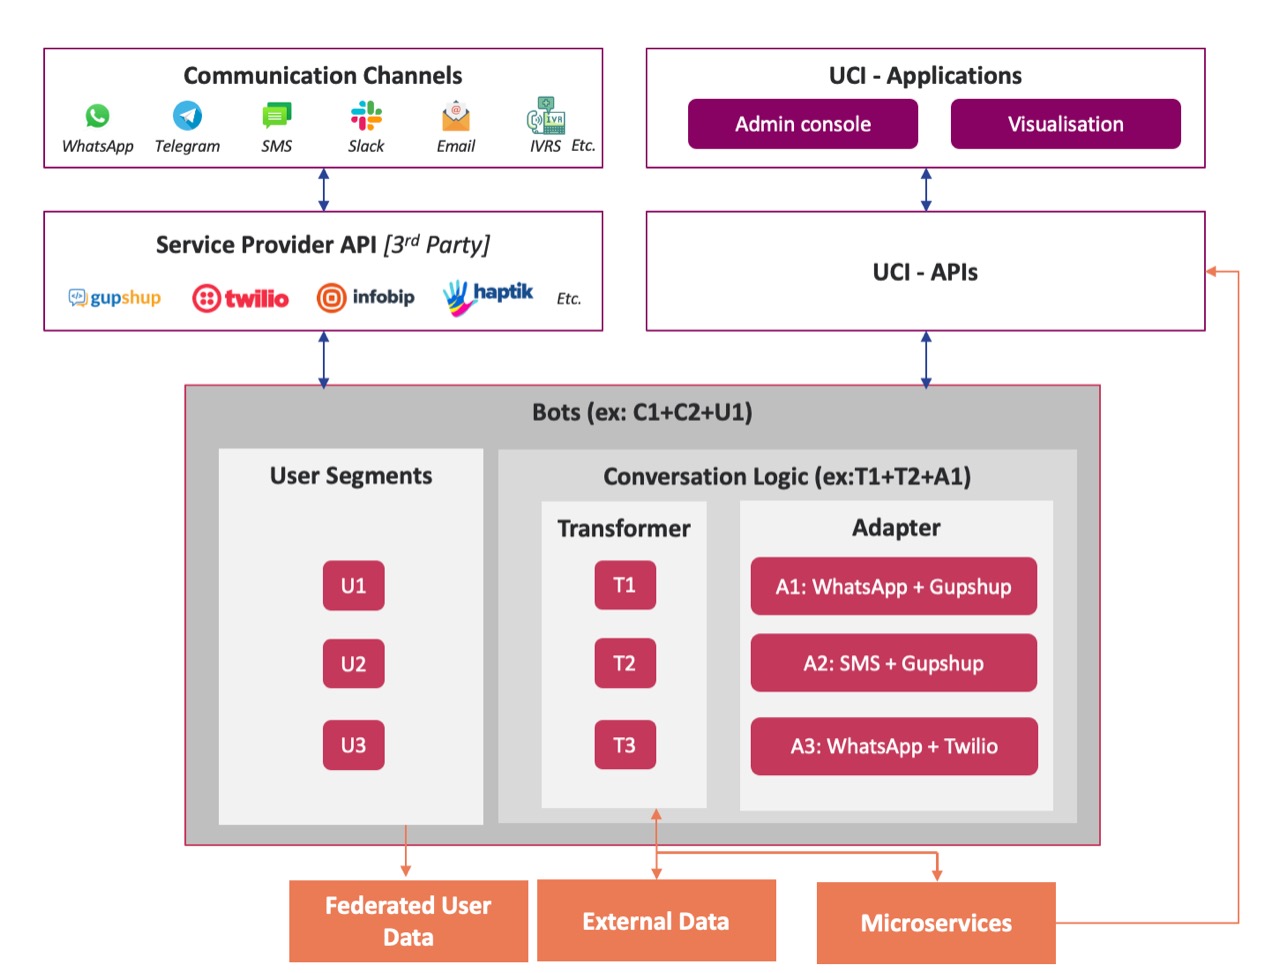 Communication Channels
WhatsApp
Telegram
SMS
Slack
@
Email
IVR
IVRS
Etc.
UCI - Applications
Admin console
Visualisation
Service Provider API [3rd Party]
</> gupshup
twilio
infobip
haptik
Etc.
UCI - APIs
Bots (ex: C1+C2+U1)
User Segments
U1
U2
U3
Conversation Logic (ex:T1+T2+A1)
Transformer
T1
T2
T3
Adapter
A1: WhatsApp + Gupshup
A2: SMS + Gupshup
A3: WhatsApp + Twilio
Federated User
Data
External Data
Microservices